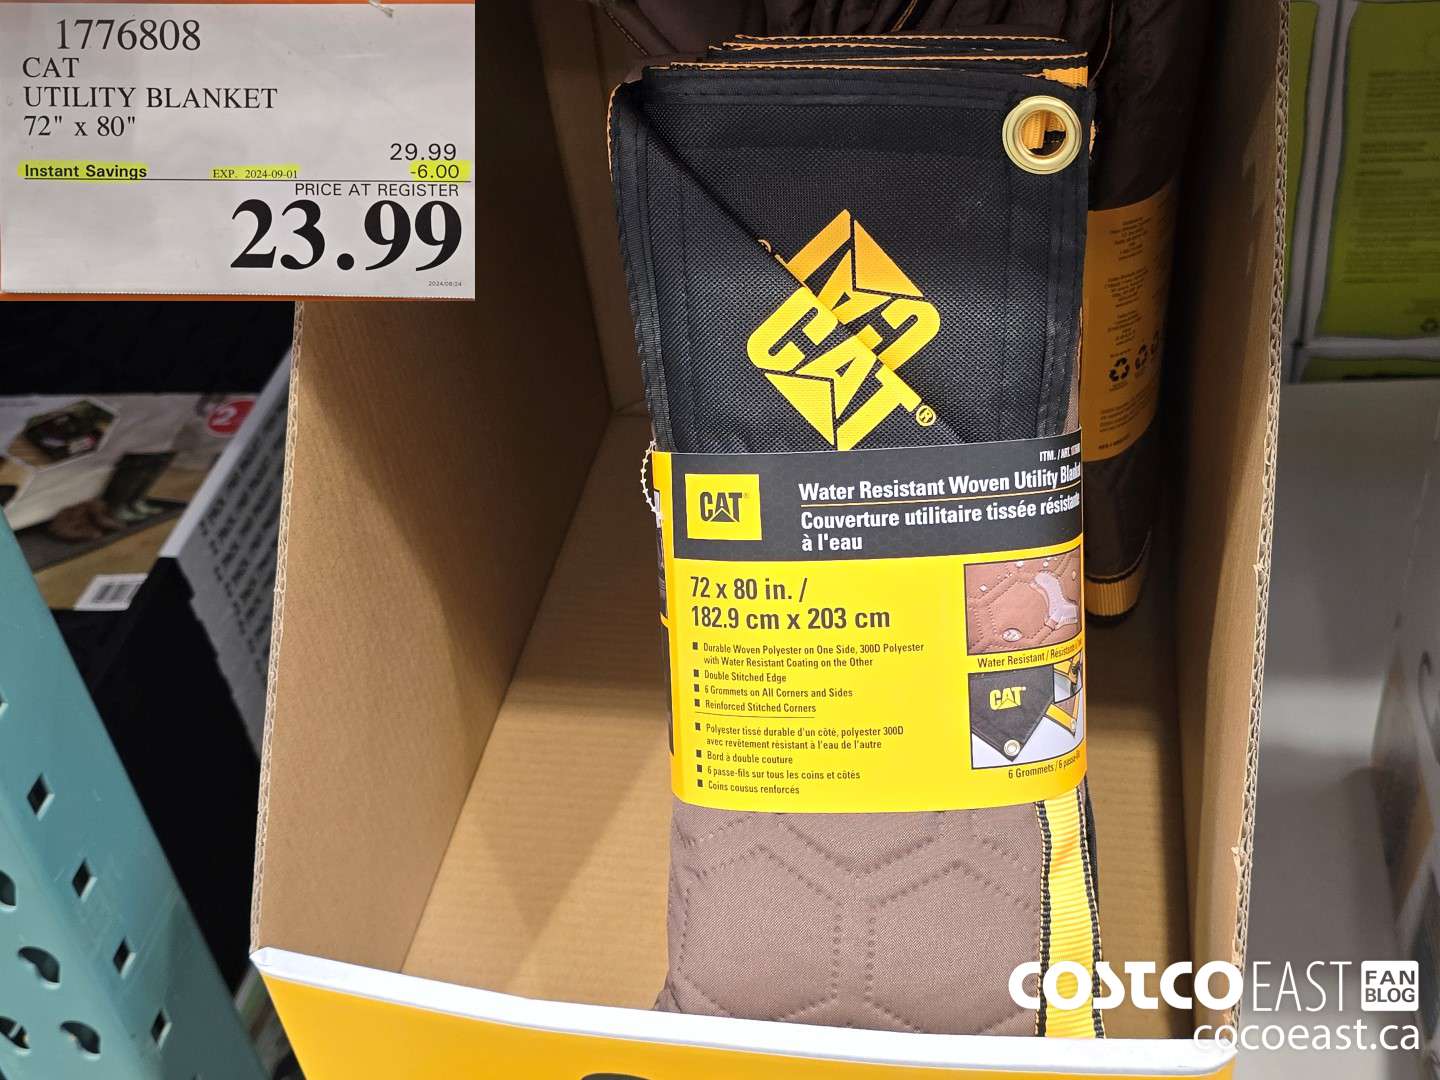 1776808
CAT
UTILITY BLANKET
72" x 80"
29.99
Instant Savings EXP. 2024-09-01 -6.00
PRICE AT REGISTER
23.99
2024/08/24
CAT
CAT®
ITM. / ART.
CAT®
Water Resistant Woven Utility Blanket
Couverture utilitaire tissée résistante
à l'eau
72 x 80 in. /
182.9 cm x 203 cm
Durable Woven Polyester on One Side, 300D Polyester
with Water Resistant Coating on the Other
Double Stitched Edge
6 Grommets on All Corners and Sides
Reinforced Stitched Corners
Polyester tissé durable d'un côté, polyester 300D
avec revêtement résistant à l'eau de l'autre
Bord à double couture
6 passe-fils sur tous les coins et côtés
Coins cousus renforcés
Water Resistant /
CAT
6 Grommets / 6
2
COSTCO EAST FAN
BLOG
cocoeast.ca